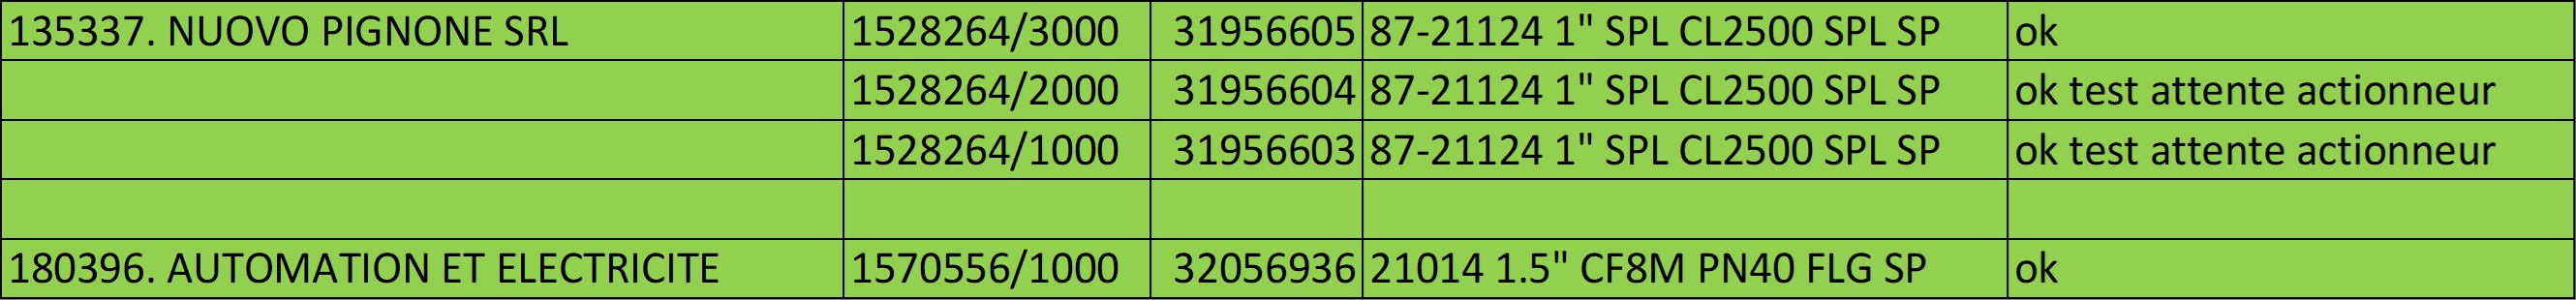 135337. NUOVO PIGNONE SRL 1528264/3000 31956605 87-21124 1" SPL CL2500 SPL SP ok
1528264/2000 31956604 87-21124 1" SPL CL2500 SPL SP ok test attente actionneur
1528264/1000 31956603 87-21124 1" SPL CL2500 SPL SP ok test attente actionneur
180396. AUTOMATION ET ELECTRICITE 1570556/1000 32056936 21014 1.5" CF8M PN40 FLG SP ok